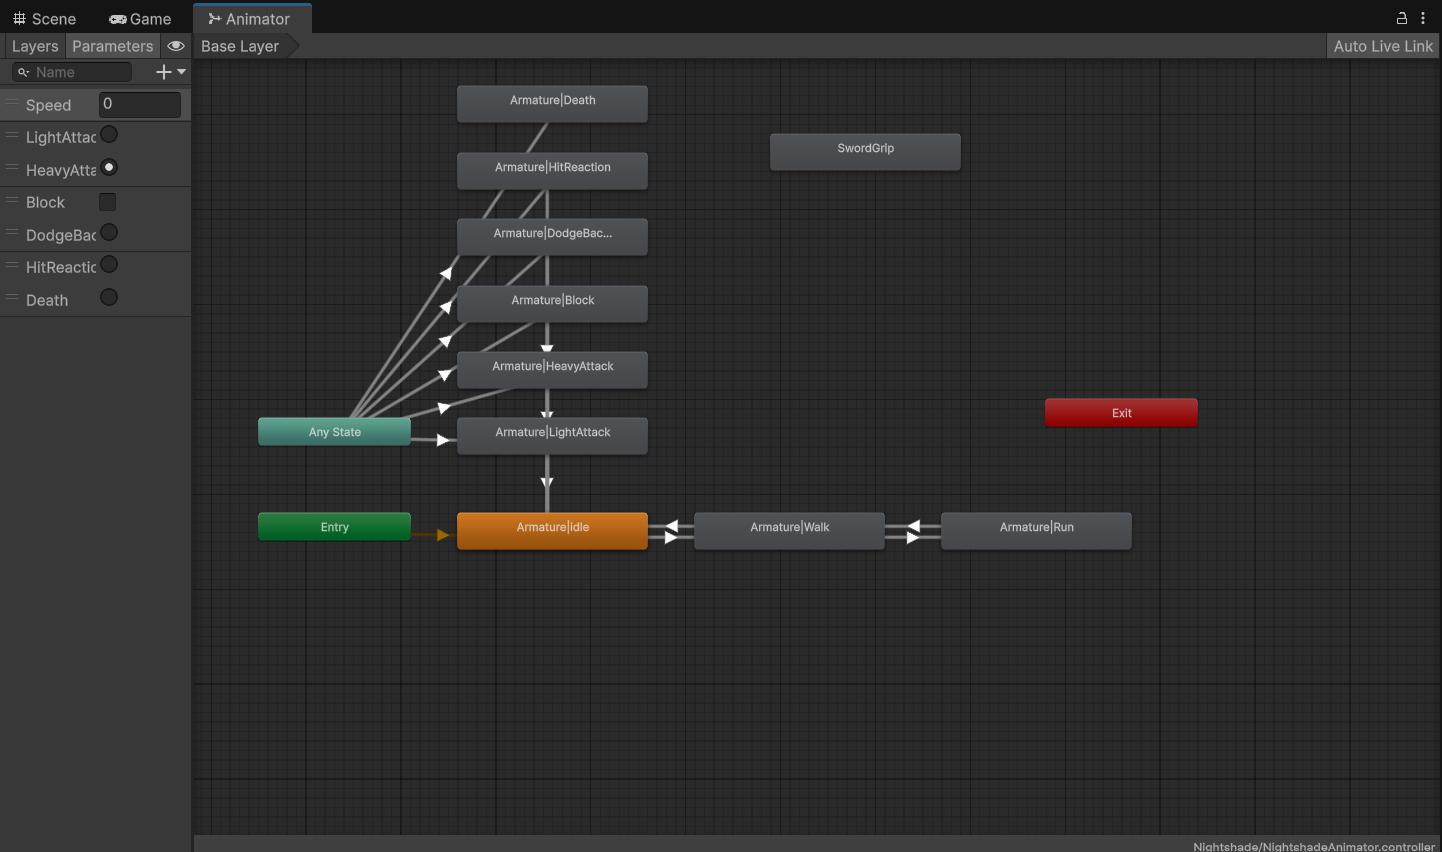 Scene Game Animator
Layers Parameters Base Layer Auto Live Link
Name
Speed 0
LightAttac
HeavyAtta
Block
DodgeBac
HitReactic
Death
Armature|Death
SwordGrip
Armature|HitReaction
Armature|DodgeBac...
Armature|Block
Armature|HeavyAttack
Exit
Any State
Armature|LightAttack
Entry
Armature|idle
Armature|Walk
Armature|Run
Nightshade/NightshadeAnimator.controller